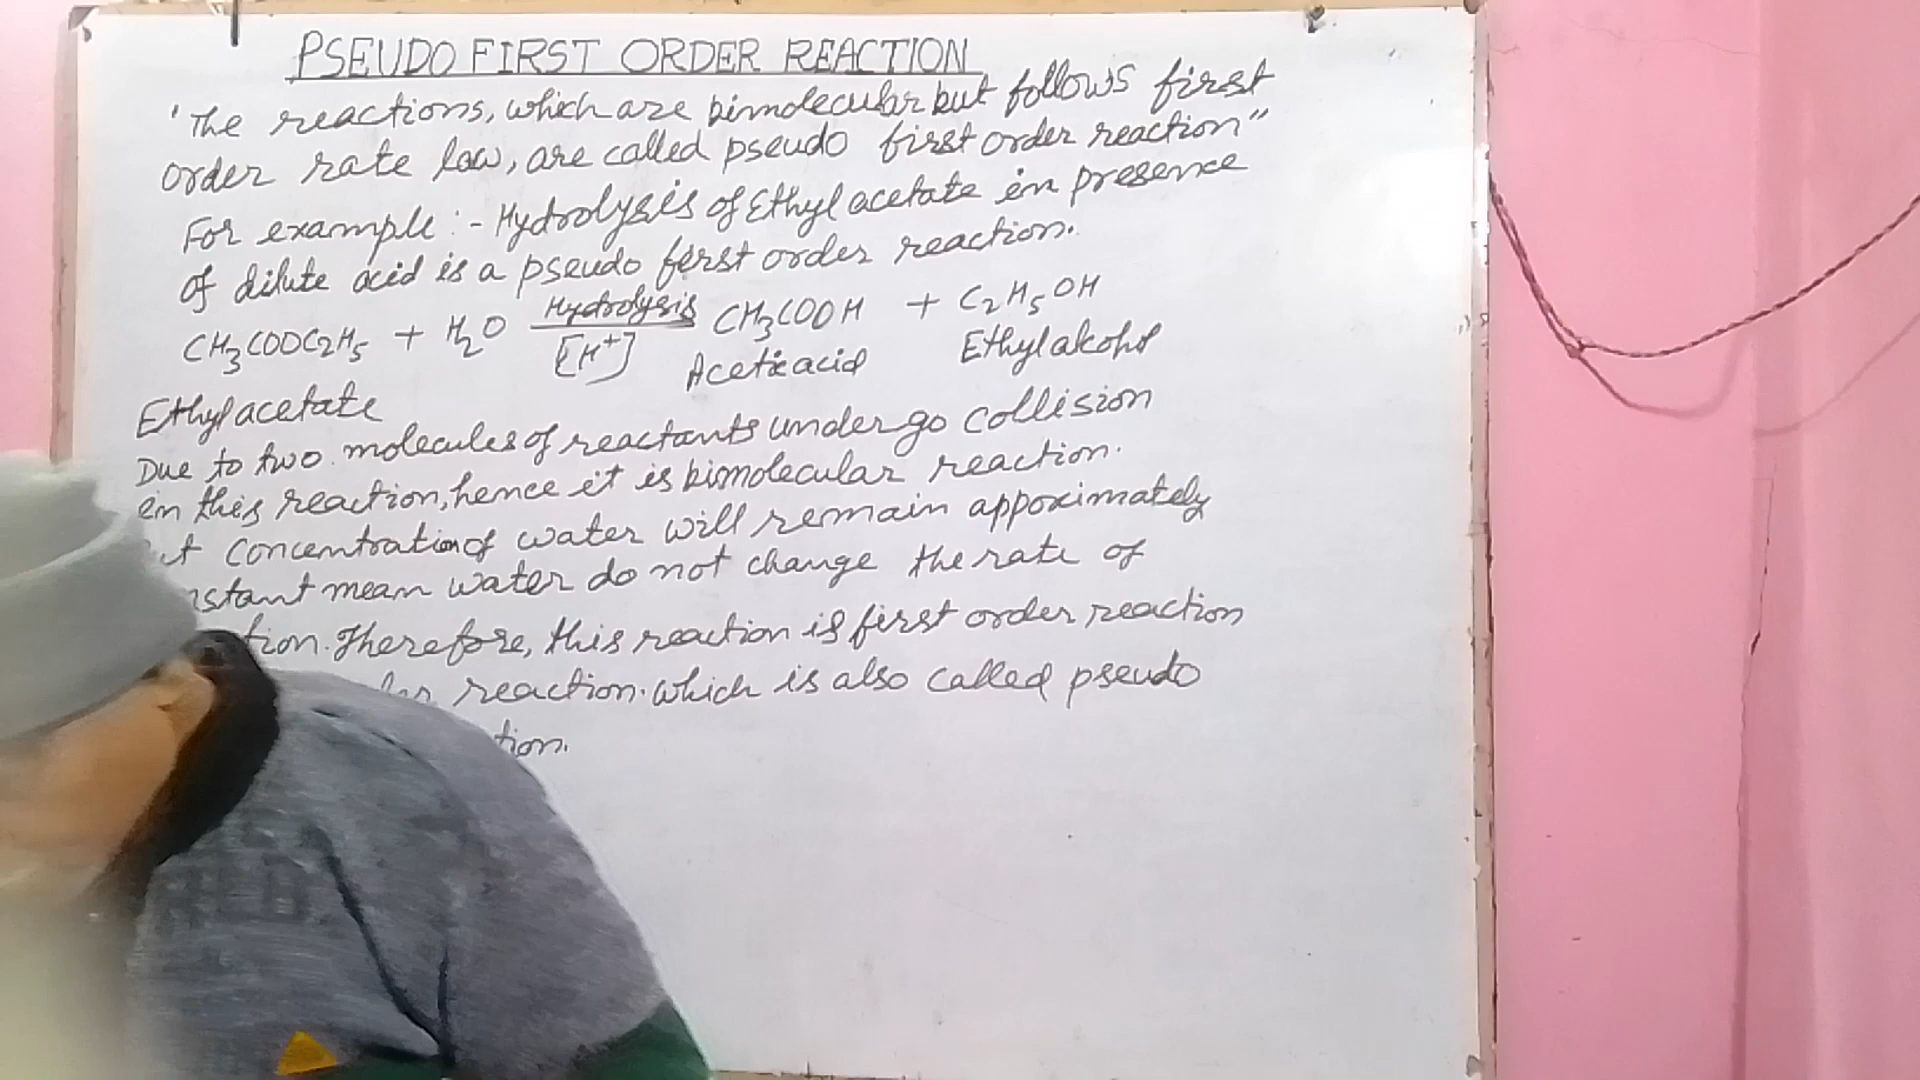 PSEUDO FIRST ORDER REACTION
'The reactions, which are bimolecular but follows first
order rate law, are called pseudo first order reaction"
For example :- Hydrolysis of Ethyl acetate in presence
of dilute acid is a pseudo first order reaction.
CH3COOC2H5 + H2O Hydrolysis [H+] CH3COOH + C2H5OH
Ethyl acetate Acetic acid Ethyl akohol
Due to two molecules of reactants undergo collision
in this reaction, hence it is bimolecular reaction.
concentration of water will remain appoximately
mean water do not change the rate of
tion. Therefore, this reaction is first order reaction
reaction. which is also called pseudo
tion.